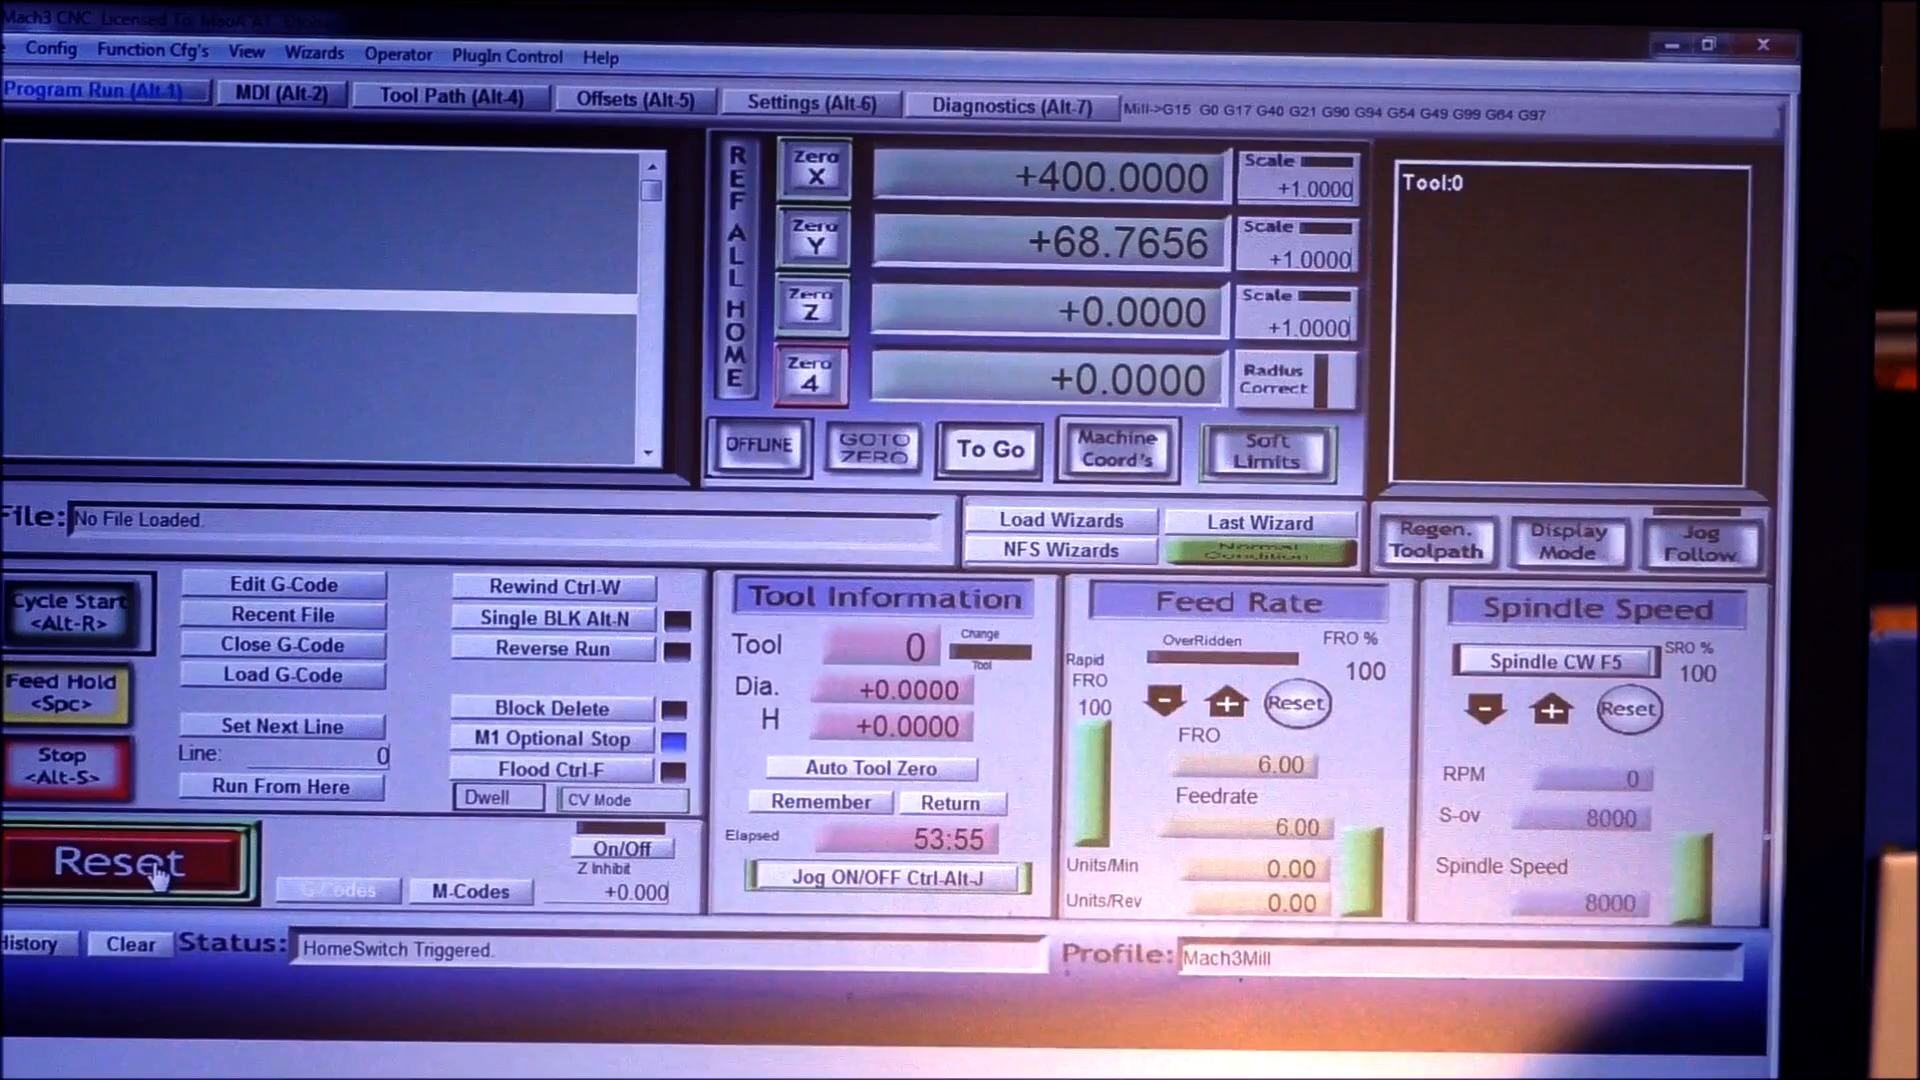 Mach3 CNC Licensed To:
Config Function Cfg's View Wizards Operator PlugIn Control Help
Program Run (Alt-1) MDI (Alt-2) Tool Path (Alt-4) Offsets (Alt-5) Settings (Alt-6) Diagnostics (Alt-7) Mill->G15 G0 G17 G40 G21 G90 G94 G54 G49 G99 G64 G97
REF ALL HOME
Zero X +400.0000 Scale +1.0000
Zero Y +68.7656 Scale +1.0000
Zero Z +0.0000 Scale +1.0000
Zero 4 +0.0000 Radius Correct
Tool:0
OFFLINE GOTO ZERO To Go Machine Coord's Soft Limits
File: No File Loaded.
Load Wizards Last Wizard
NFS Wizards Normal Condition
Regen. Toolpath Display Mode Jog Follow
Cycle Start <Alt-R>
Feed Hold <Spc>
Stop <Alt-S>
Reset
Edit G-Code
Recent File
Close G-Code
Load G-Code
Set Next Line
Line: 0
Run From Here
Rewind Ctrl-W
Single BLK Alt-N
Reverse Run
Block Delete
M1 Optional Stop
Flood Ctrl-F
Dwell CV Mode
On/Off
Z Inhibit
+0.000
G-Codes M-Codes
Tool Information
Tool 0 Change Tool
Dia. +0.0000
H +0.0000
Auto Tool Zero
Remember Return
Elapsed 53:55
Jog ON/OFF Ctrl-Alt-J
Feed Rate
OverRidden FRO %
Rapid FRO 100
100
Reset
FRO
6.00
Feedrate
6.00
Units/Min 0.00
Units/Rev 0.00
Spindle Speed
Spindle CW F5 SRO %
100
Reset
RPM 0
S-ov 8000
Spindle Speed
8000
History Clear Status: HomeSwitch Triggered. Profile: Mach3Mill